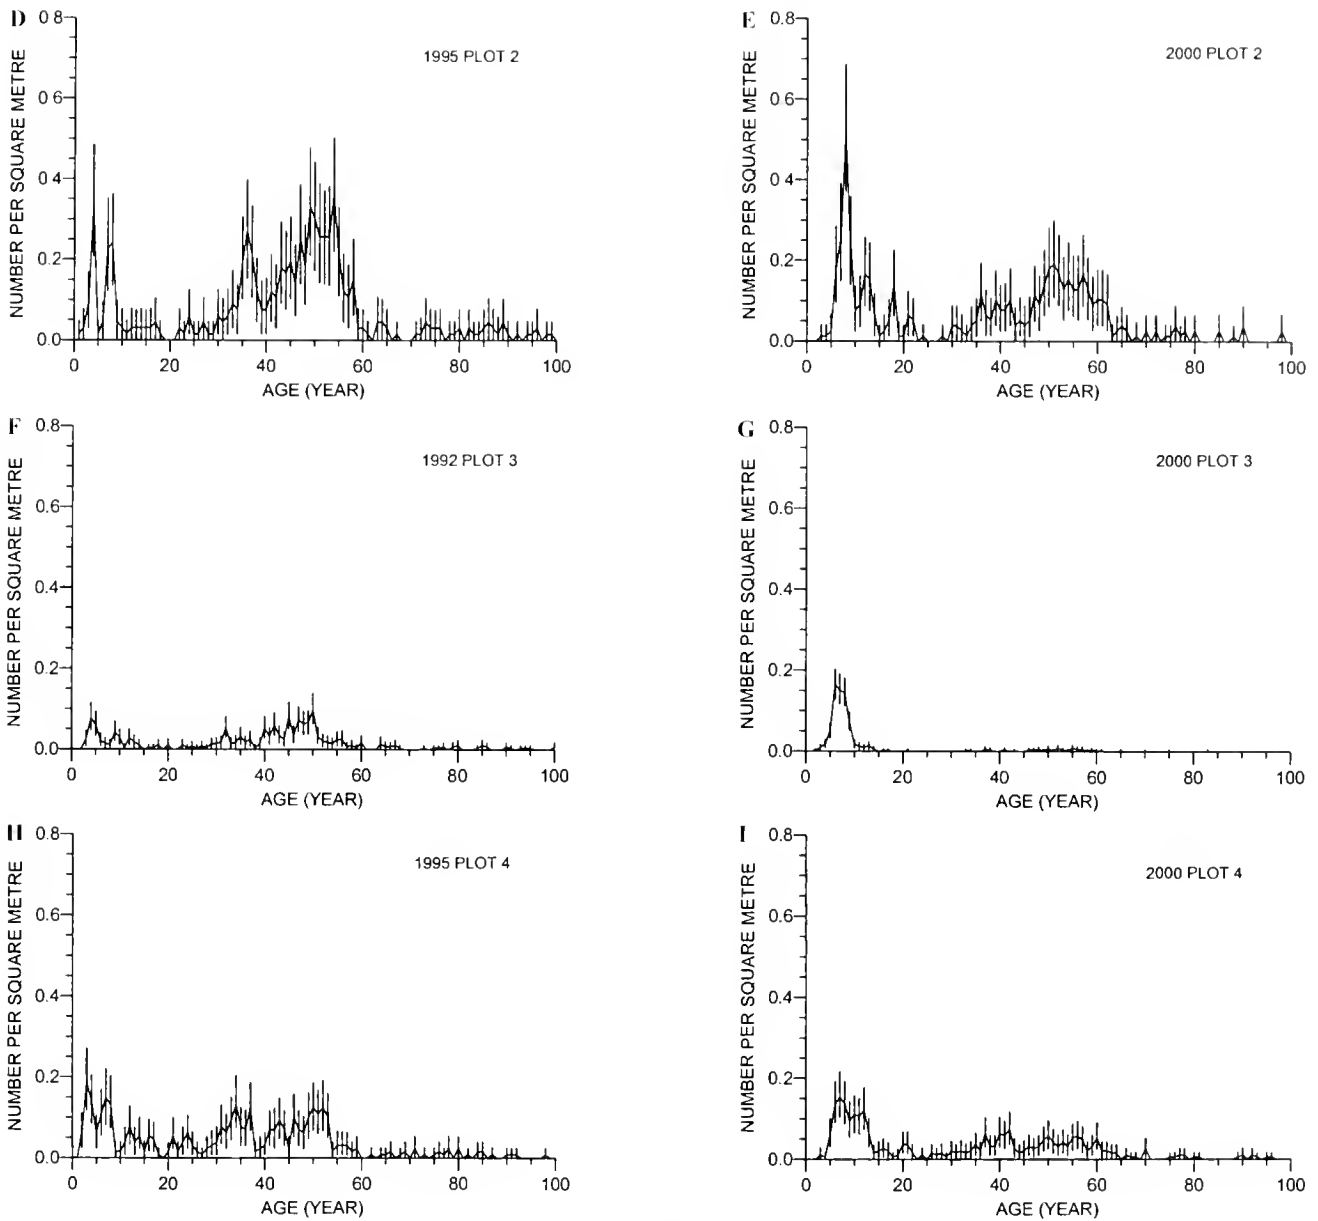 D
1995 PLOT 2
NUMBER PER SQUARE METRE
0 8
0 6
0 4
0.2
0.0
0 20 40 60 80 100
AGE (YEAR)
E
2000 PLOT 2
NUMBER PER SQUARE METRE
0.8
0.6
0 4
0.2
0.0
0 20 40 60 80 100
AGE (YEAR)
F
1992 PLOT 3
NUMBER PER SQUARE METRE
0.8
0.6
0.4
0.2
0.0
0 20 40 60 80 100
AGE (YEAR)
G
2000 PLOT 3
NUMBER PER SQUARE METRE
0.8
0.6
0.4
0.2
0.0
0 20 40 60 80 100
AGE (YEAR)
H
1995 PLOT 4
NUMBER PER SQUARE METRE
0.8
0.6
0.4
0.2
0.0
0 20 40 60 80 100
AGE (YEAR)
I
2000 PLOT 4
NUMBER PER SQUARE METRE
0.8
0.6
0.4
0.2
0.0
0 20 40 60 80 100
AGE (YEAR)